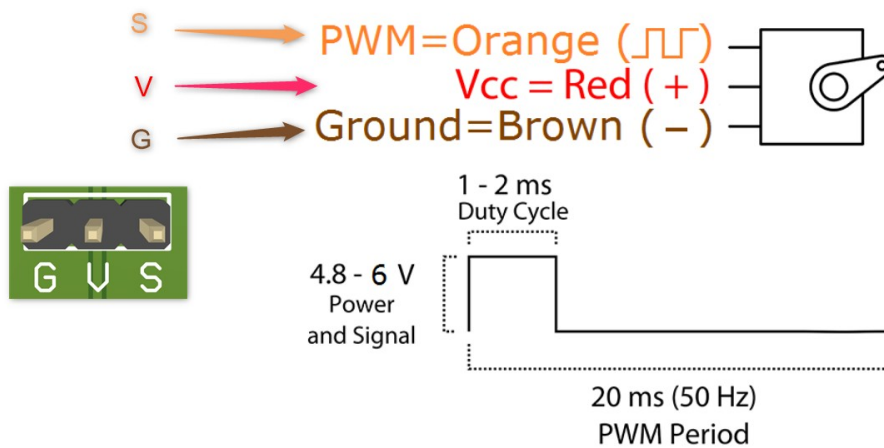 S PWM=Orange (⎍⎍)
V Vcc = Red ( + )
G Ground=Brown ( − )
G V S
1 - 2 ms
Duty Cycle
4.8 - 6 V
Power
and Signal
20 ms (50 Hz)
PWM Period